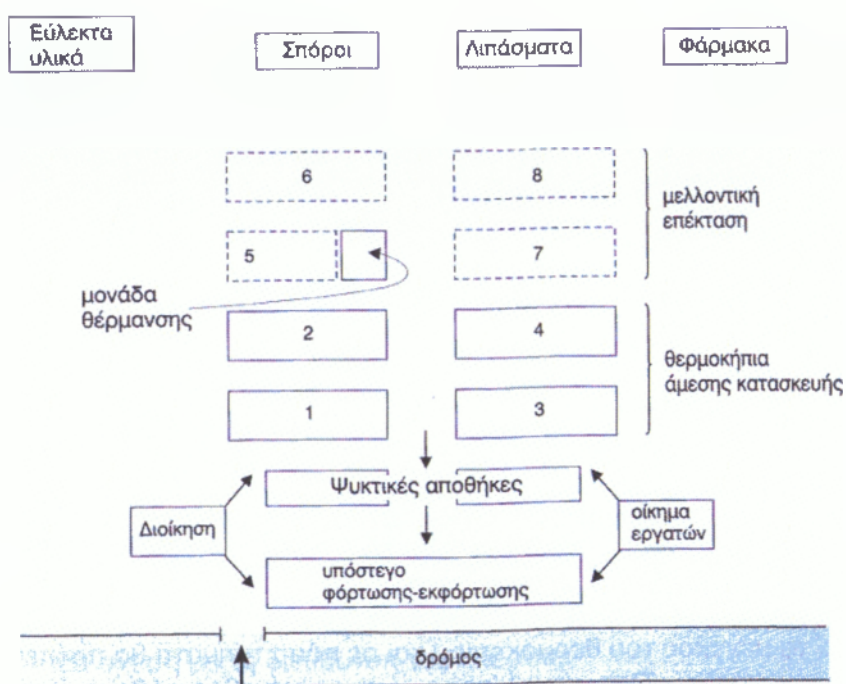 Εύλεκτα
υλικά
Σπόροι
Λιπάσματα
Φάρμακα
6
8
μελλοντική
επέκταση
5
7
μονάδα
θέρμανσης
2
4
θερμοκήπια
άμεσης κατασκευής
1
3
Ψυκτικές αποθήκες
Διοίκηση
οίκημα
εργατών
υπόστεγο
φόρτωσης-εκφόρτωσης
δρόμος